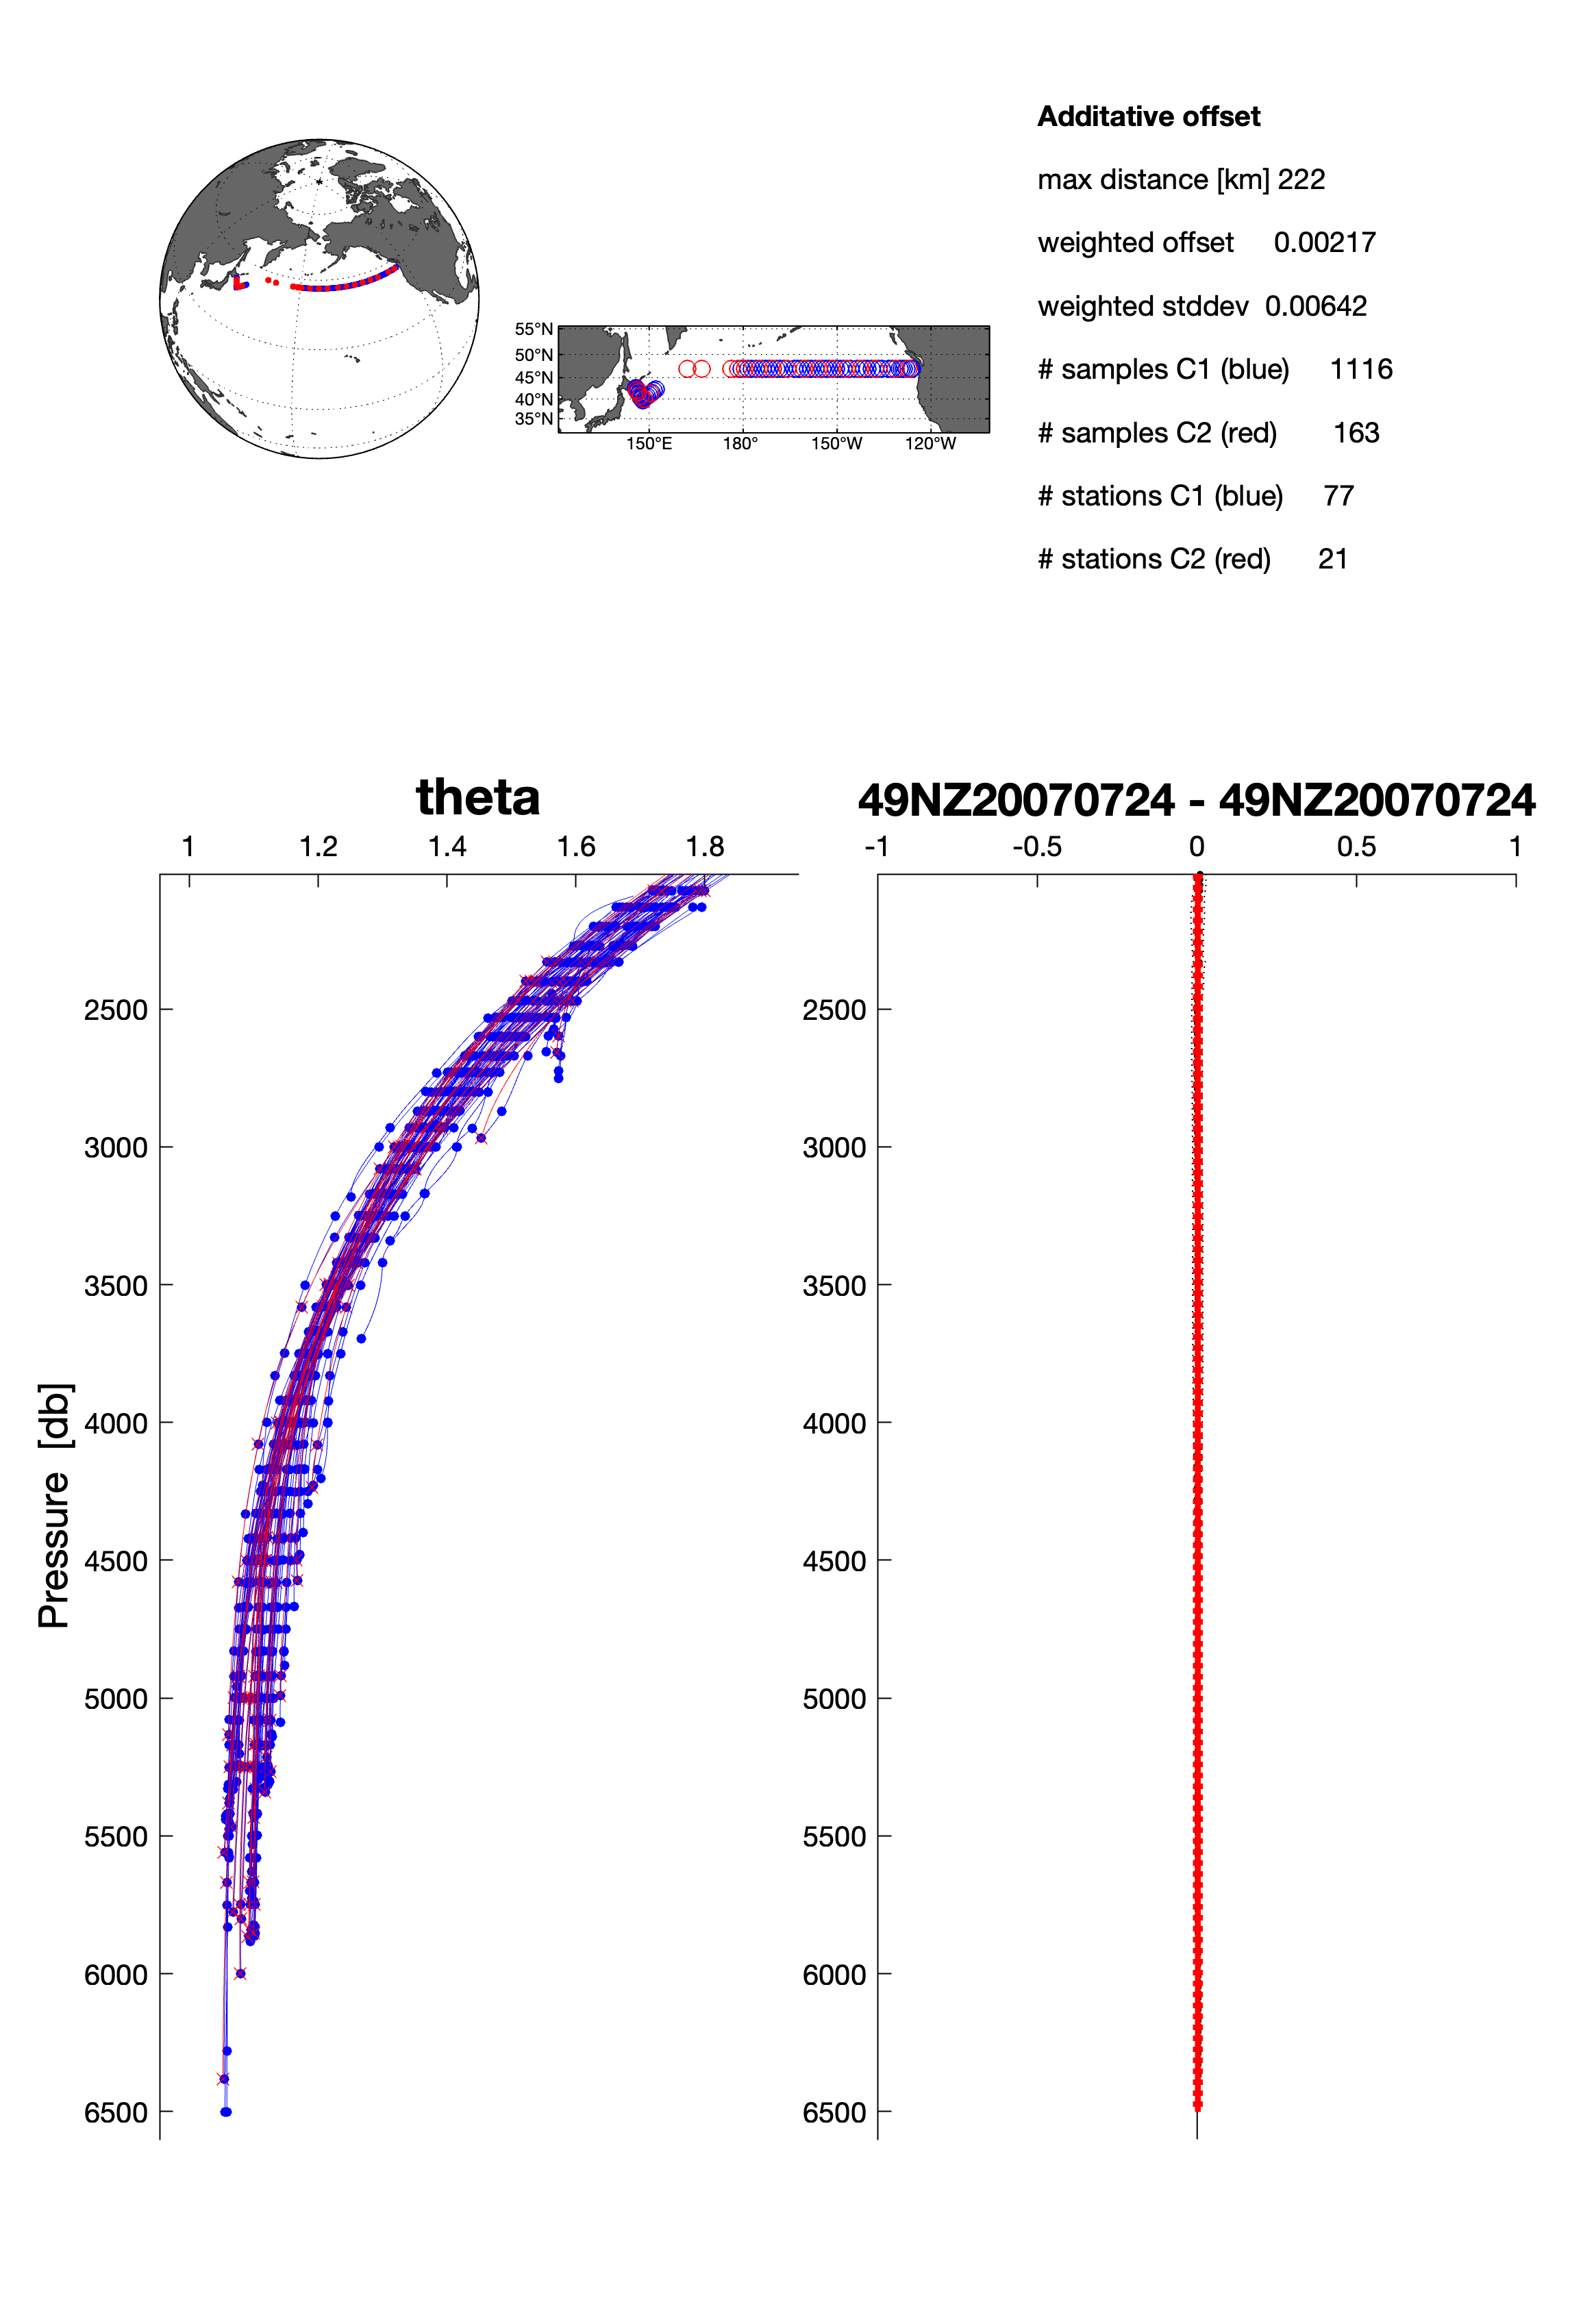 Additative offset
max distance [km] 222
weighted offset 0.00217
weighted stddev 0.00642
# samples C1 (blue) 1116
# samples C2 (red) 163
# stations C1 (blue) 77
# stations C2 (red) 21
55°N
50°N
45°N
40°N
35°N
150°E 180° 150°W 120°W
theta
1 1.2 1.4 1.6 1.8
Pressure [db]
2500
3000
3500
4000
4500
5000
5500
6000
6500
49NZ20070724 - 49NZ20070724
-1 -0.5 0 0.5 1
2500
3000
3500
4000
4500
5000
5500
6000
6500